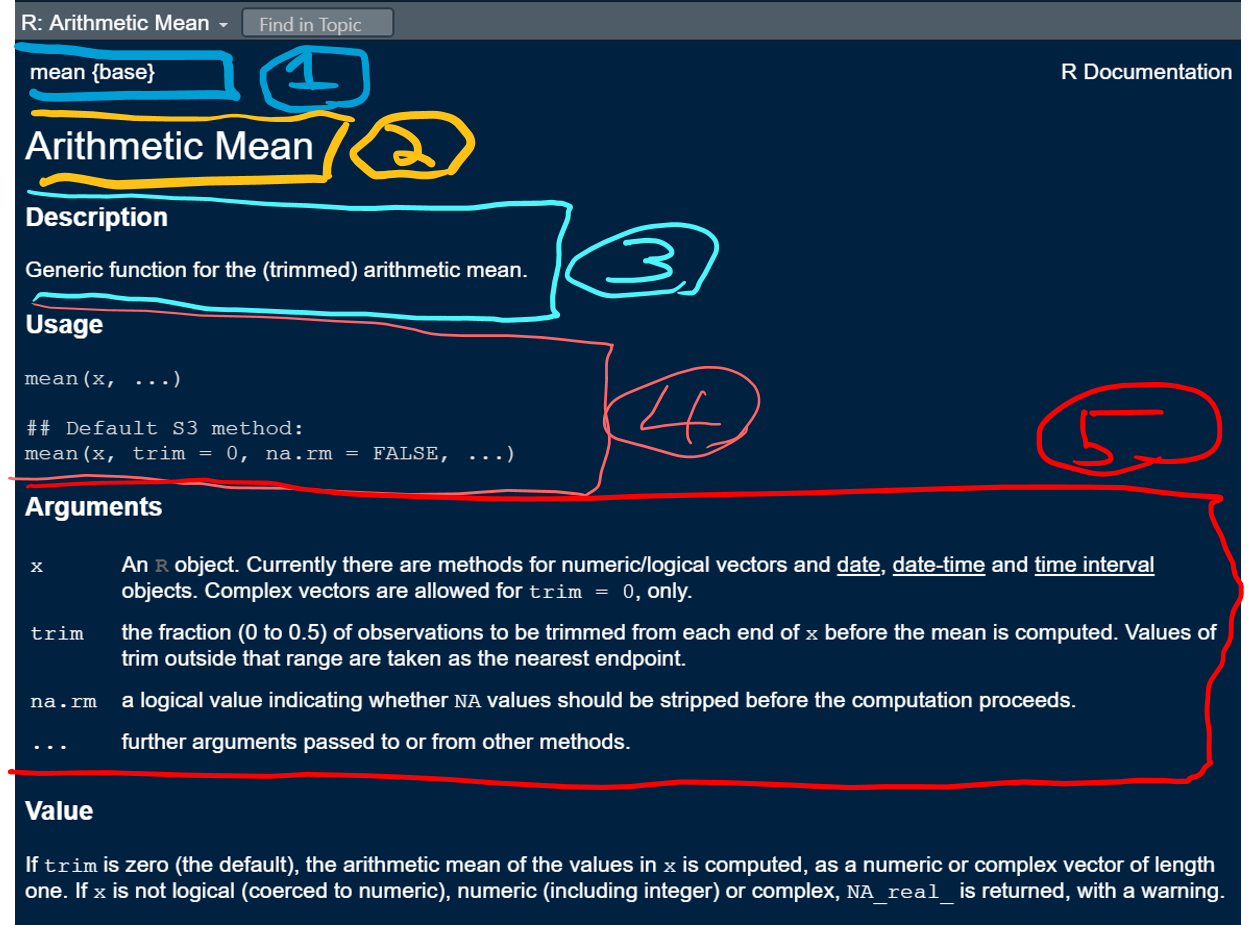 R: Arithmetic Mean
Find in Topic
mean {base}
1
R Documentation
Arithmetic Mean
2
Description
Generic function for the (trimmed) arithmetic mean.
3
Usage
mean(x, ...)
## Default S3 method:
mean(x, trim = 0, na.rm = FALSE, ...)
4
5
Arguments
x An R object. Currently there are methods for numeric/logical vectors and date, date-time and time interval
objects. Complex vectors are allowed for trim = 0, only.
trim the fraction (0 to 0.5) of observations to be trimmed from each end of x before the mean is computed. Values of
trim outside that range are taken as the nearest endpoint.
na.rm a logical value indicating whether NA values should be stripped before the computation proceeds.
... further arguments passed to or from other methods.
Value
If trim is zero (the default), the arithmetic mean of the values in x is computed, as a numeric or complex vector of length
one. If x is not logical (coerced to numeric), numeric (including integer) or complex, NA_real_ is returned, with a warning.